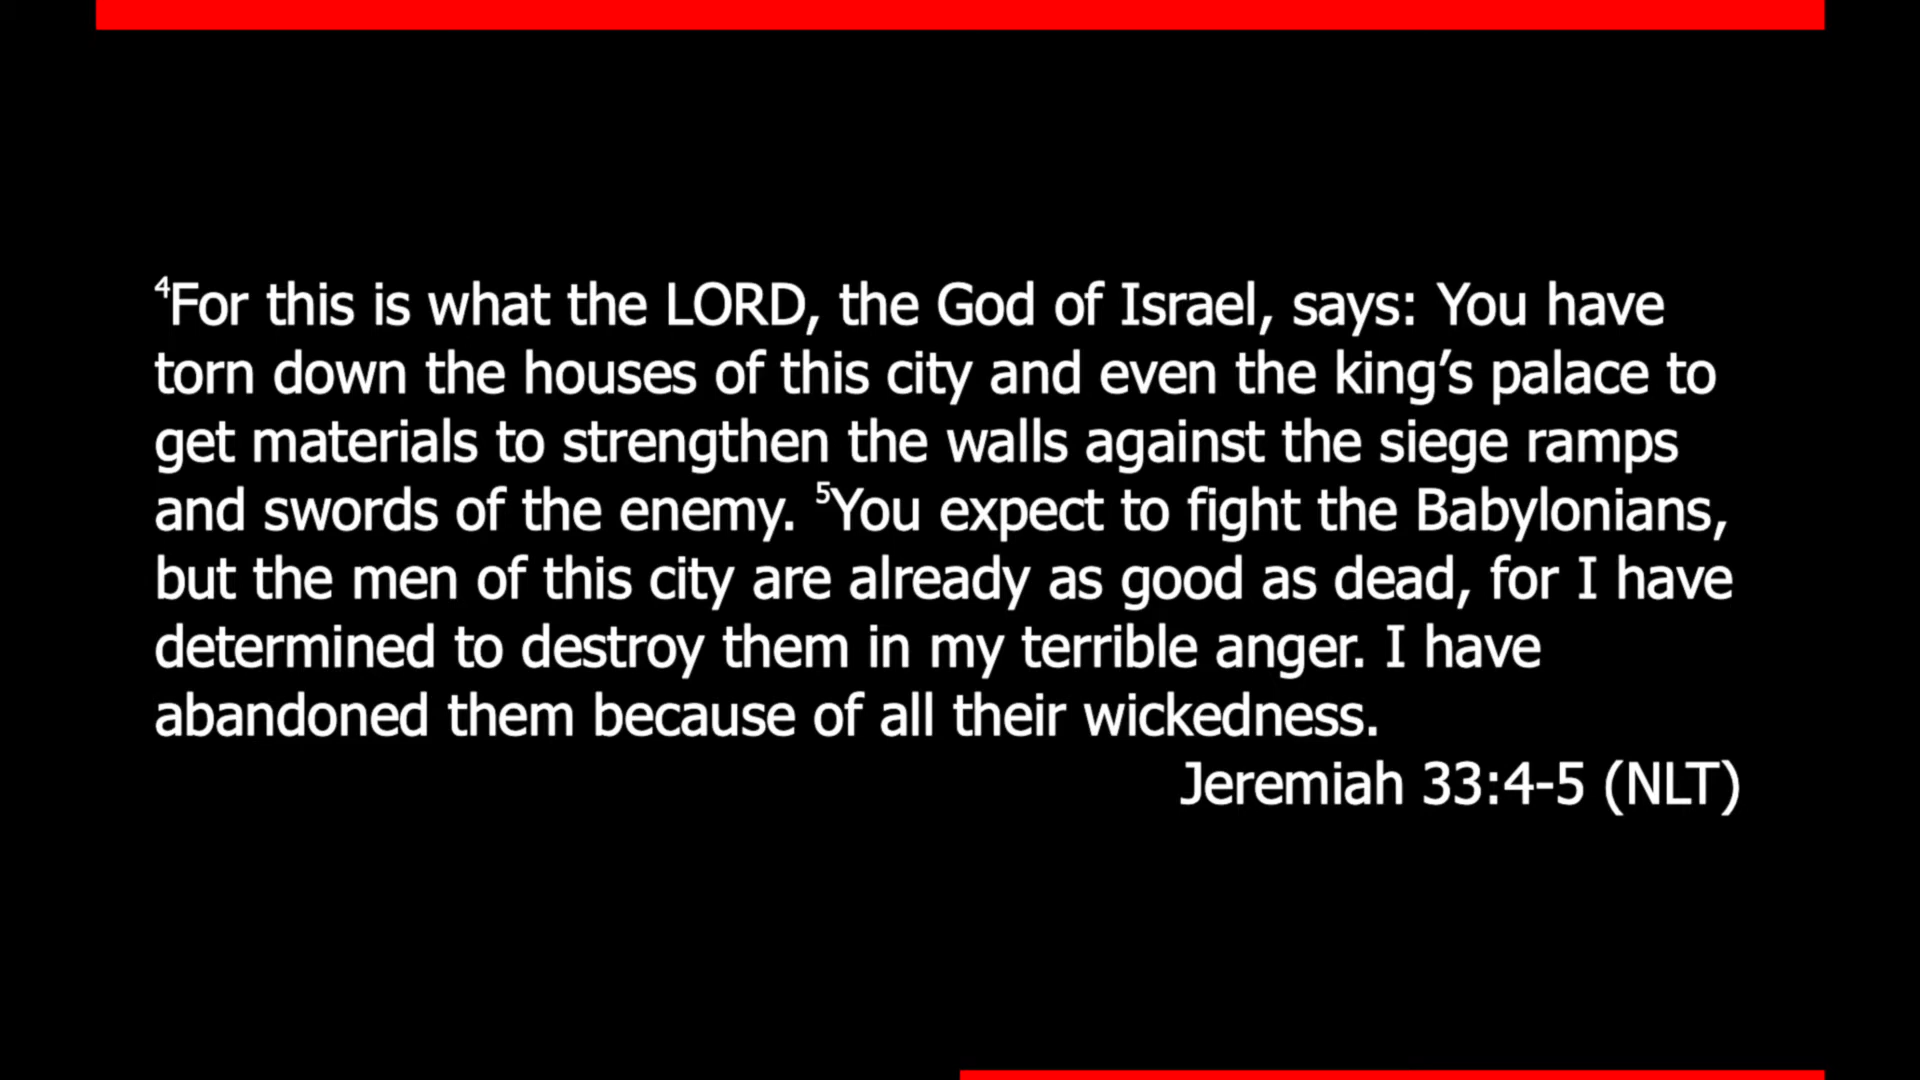 ⁴For this is what the LORD, the God of Israel, says: You have
torn down the houses of this city and even the king’s palace to
get materials to strengthen the walls against the siege ramps
and swords of the enemy. ⁵You expect to fight the Babylonians,
but the men of this city are already as good as dead, for I have
determined to destroy them in my terrible anger. I have
abandoned them because of all their wickedness.
Jeremiah 33:4-5 (NLT)